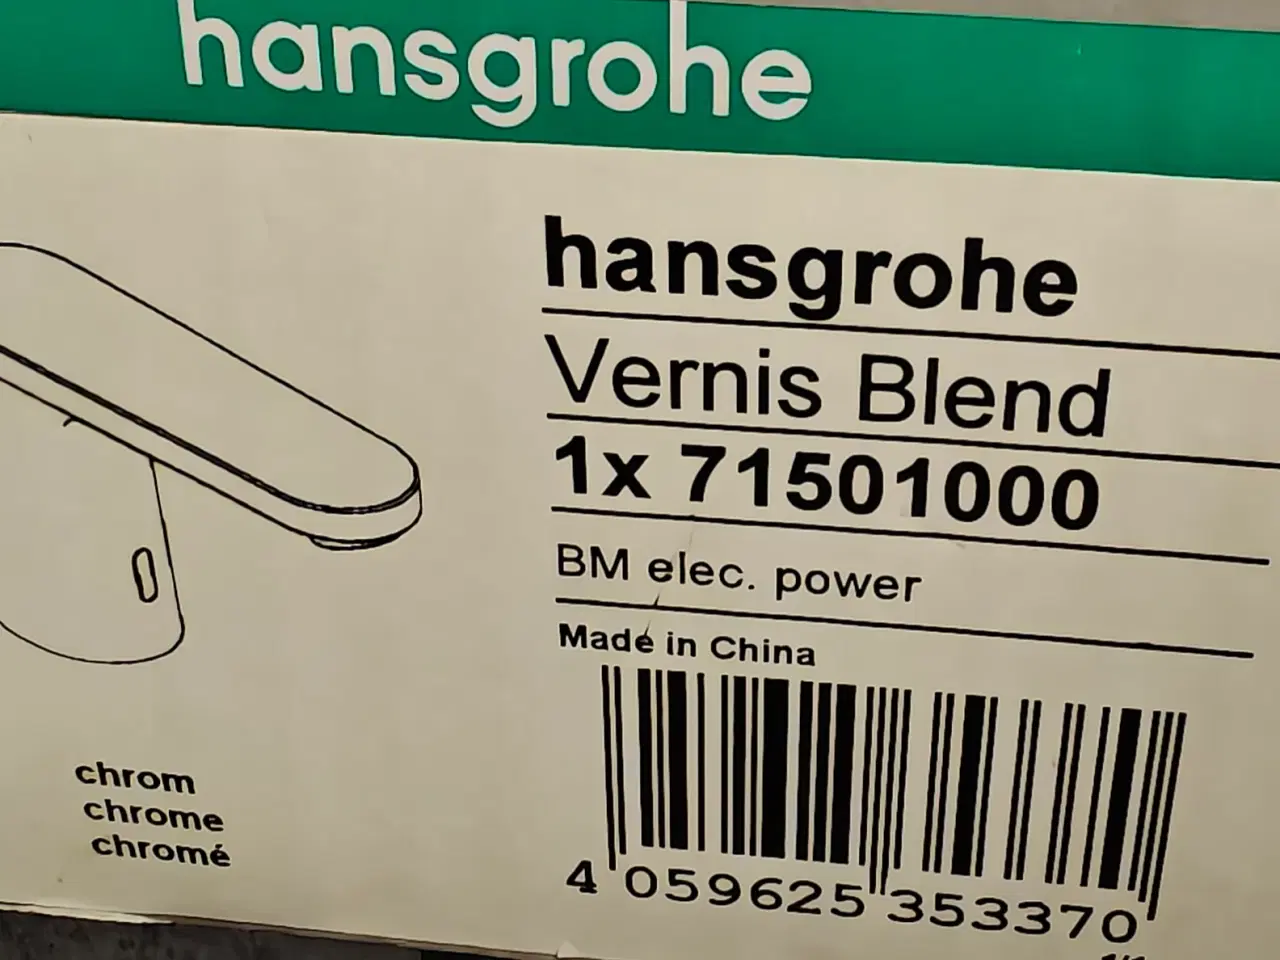 hansgrohe
hansgrohe
Vernis Blend
1x 71501000
BM elec. power
Made in China
chrom
chrome
chromé
4 059625 353370